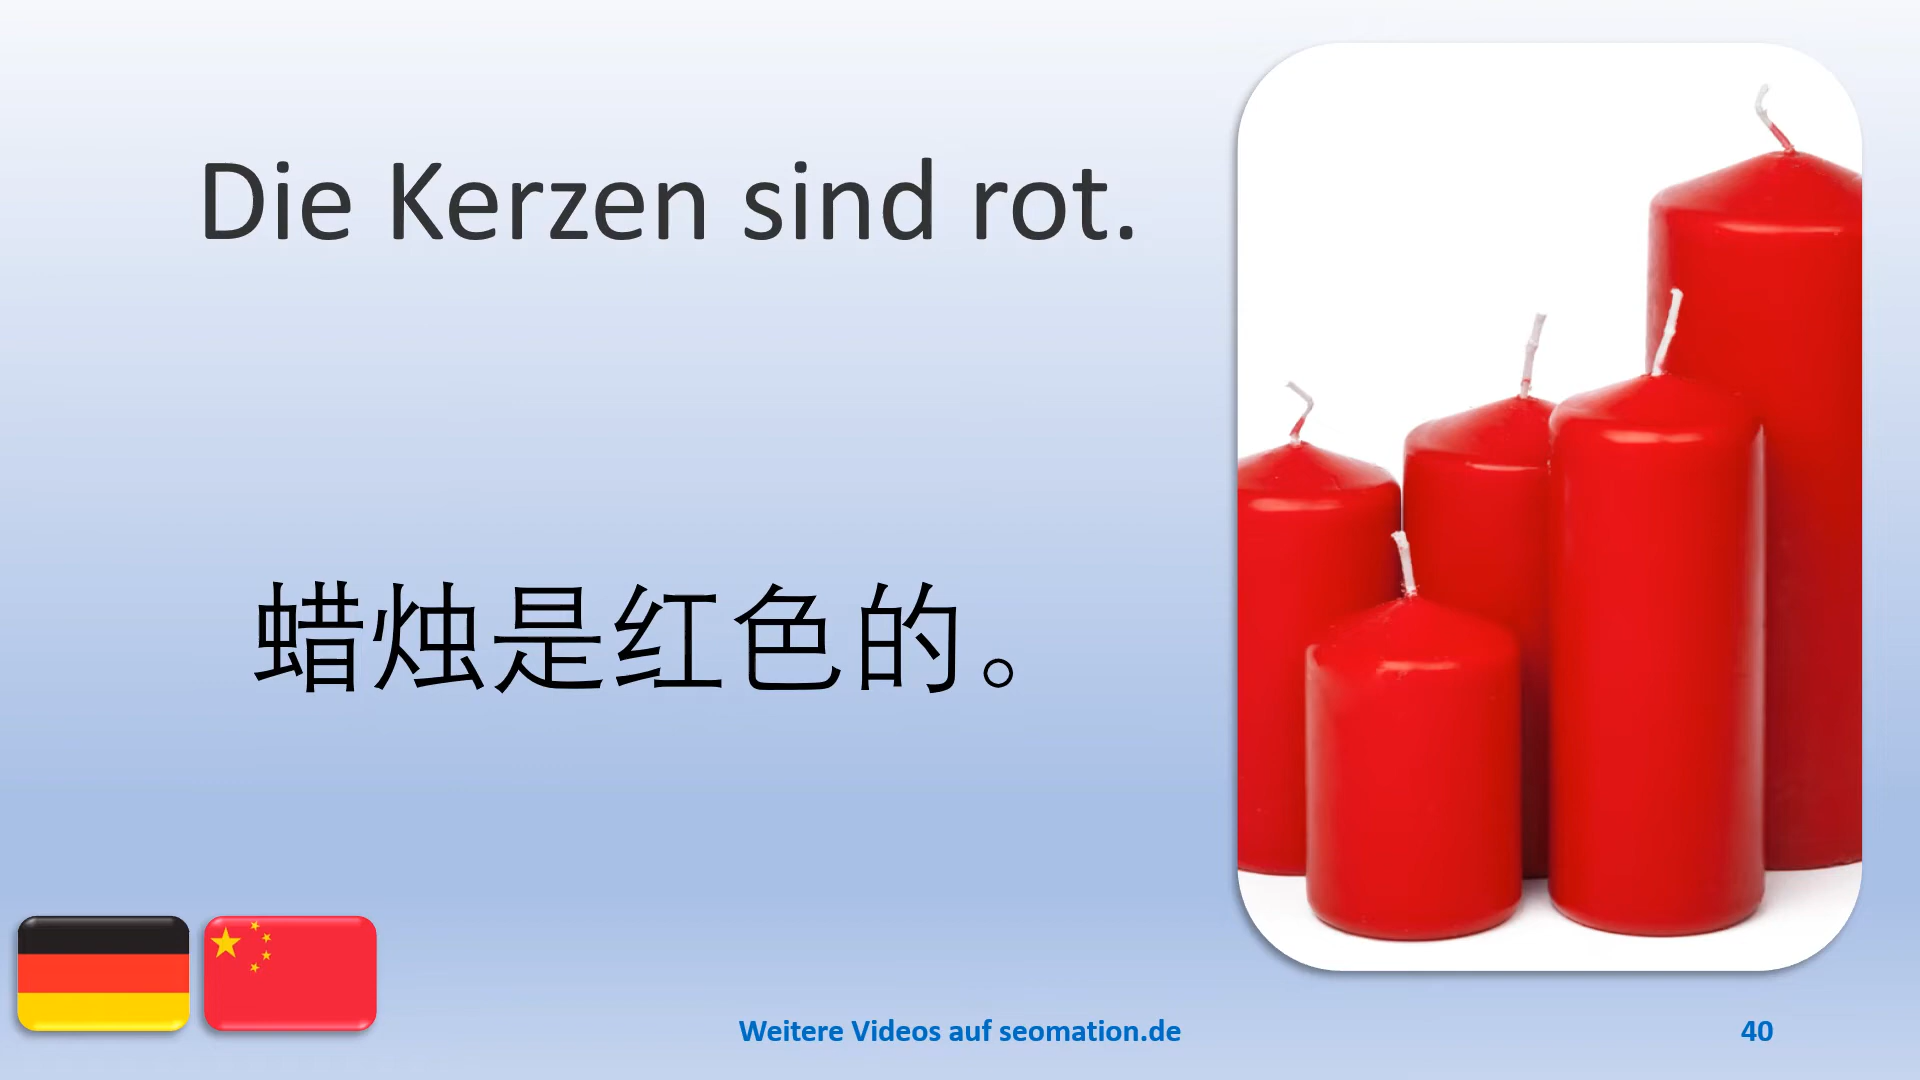 Die Kerzen sind rot.
蜡烛是红色的。
Weitere Videos auf seomation.de
40